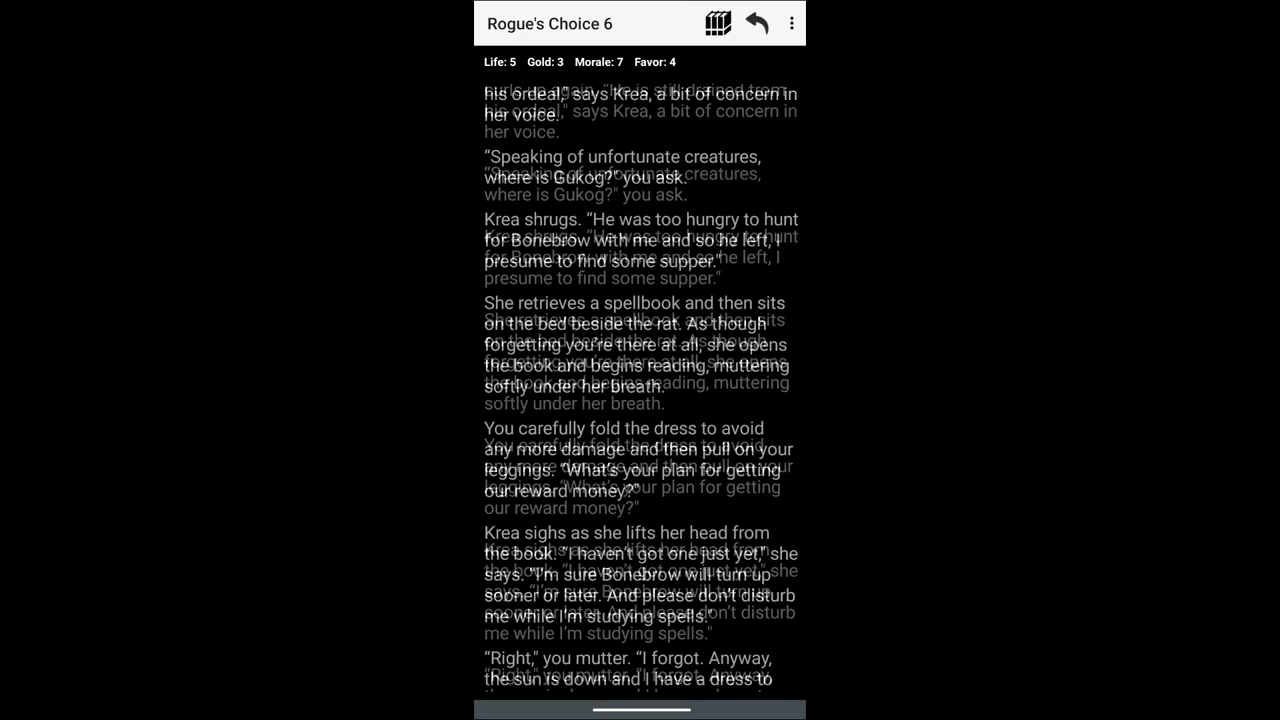 Rogue's Choice 6
Life: 5 Gold: 3 Morale: 7 Favor: 4
curls up again. "He is still drained from
his ordeal," says Krea, a bit of concern in
her voice.
“Speaking of unfortunate creatures,
where is Gukog?" you ask.
Krea shrugs. “He was too hungry to hunt
for Bonebrow with me and so he left, I
presume to find some supper."
She retrieves a spellbook and then sits
on the bed beside the rat. As though
forgetting you’re there at all, she opens
the book and begins reading, muttering
softly under her breath.
You carefully fold the dress to avoid
any more damage and then pull on your
leggings. “What’s your plan for getting
our reward money?"
Krea sighs as she lifts her head from
the book. “I haven’t got one just yet," she
says. “I’m sure Bonebrow will turn up
sooner or later. And please don’t disturb
me while I’m studying spells."
“Right," you mutter. “I forgot. Anyway,
the sun is down and I have a dress to